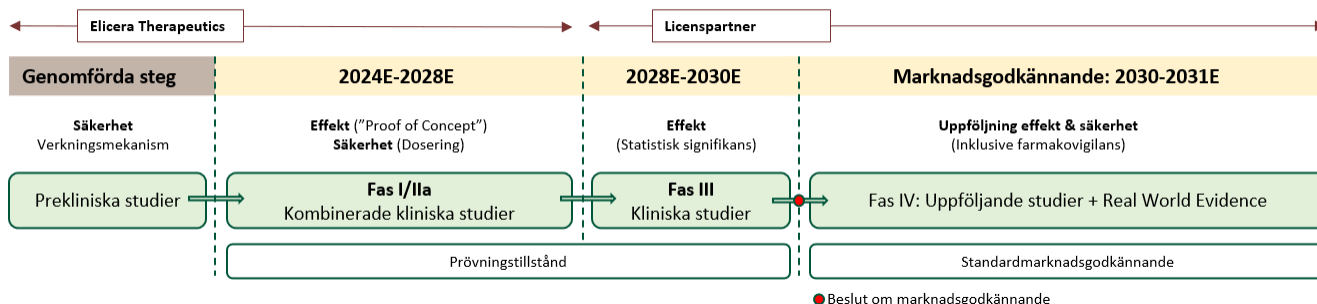 Elicera Therapeutics
Licenspartner
Genomförda steg
2024E-2028E
2028E-2030E
Marknadsgodkännande: 2030-2031E
Säkerhet
Verkningsmekanism
Effekt (”Proof of Concept”)
Säkerhet (Dosering)
Effekt
(Statistisk signifikans)
Uppföljning effekt & säkerhet
(Inklusive farmakovigilans)
Prekliniska studier
Fas I/IIa
Kombinerade kliniska studier
Fas III
Kliniska studier
Fas IV: Uppföljande studier + Real World Evidence
Prövningstillstånd
Standardmarknadsgodkännande
Beslut om marknadsgodkännande